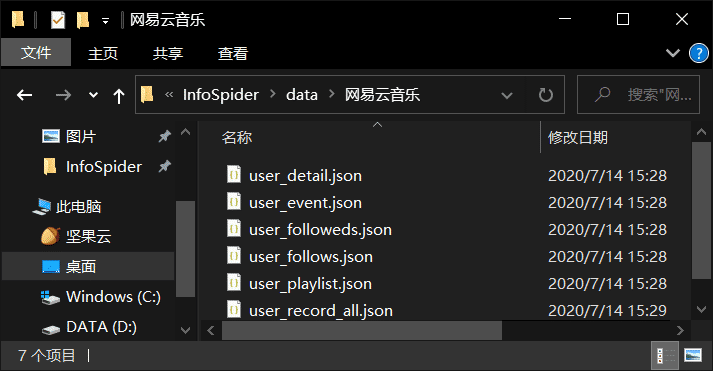 网易云音乐
文件 主页 共享 查看
« InfoSpider > data > 网易云音乐 搜索"网...
图片
InfoSpider
此电脑
坚果云
桌面
Windows (C:)
DATA (D:)
名称 修改日期
user_detail.json 2020/7/14 15:28
user_event.json 2020/7/14 15:28
user_followeds.json 2020/7/14 15:28
user_follows.json 2020/7/14 15:28
user_playlist.json 2020/7/14 15:28
user_record_all.json 2020/7/14 15:29
7 个项目